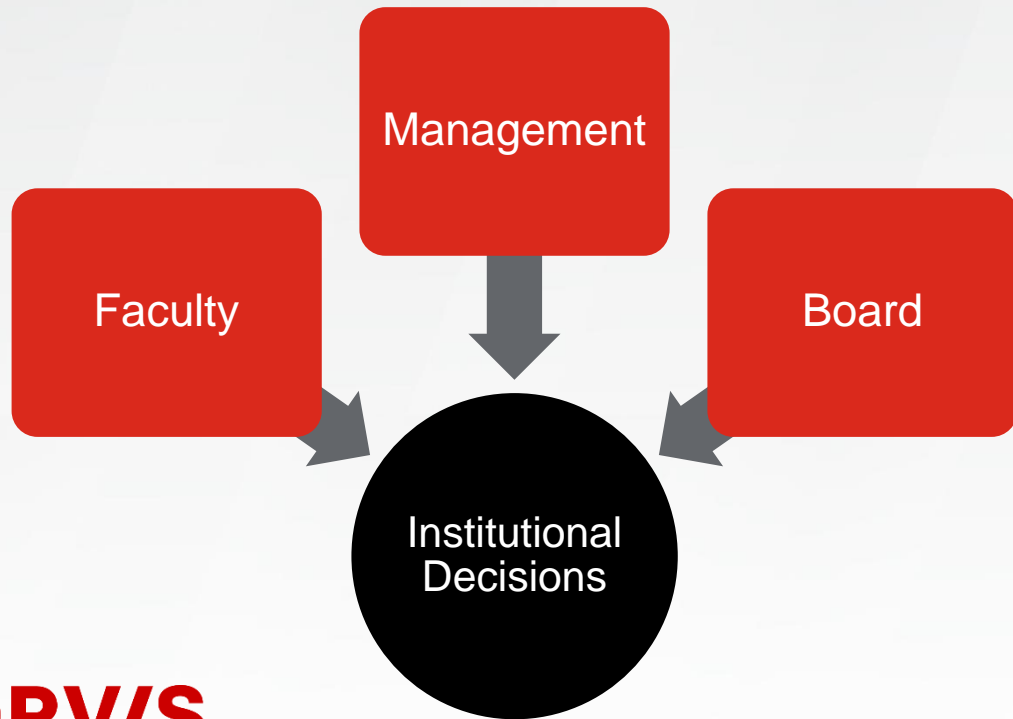 Management
Faculty
Board
Institutional
Decisions